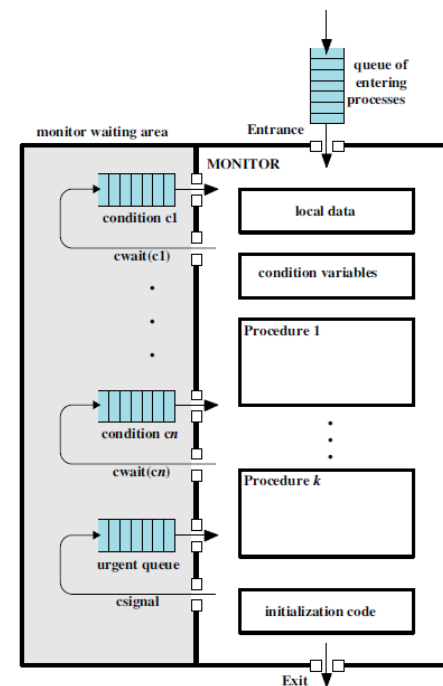 queue of
entering
processes
monitor waiting area
Entrance
MONITOR
condition c1
local data
cwait(c1)
condition variables
Procedure 1
condition cn
cwait(cn)
Procedure k
urgent queue
csignal
initialization code
Exit